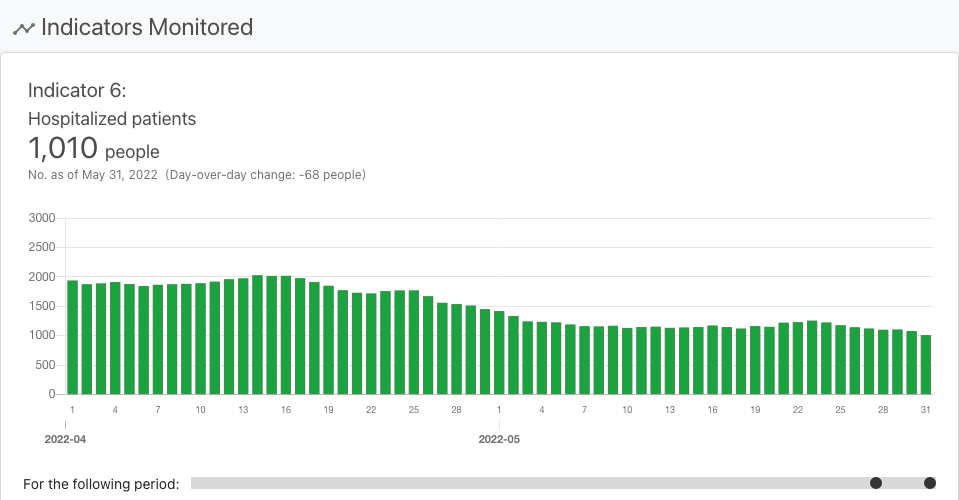 Indicators Monitored
Indicator 6:
Hospitalized patients
1,010 people
No. as of May 31, 2022 (Day-over-day change: -68 people)
3000
2500
2000
1500
1000
500
0
1 4 7 10 13 16 19 22 25 28 1 4 7 10 13 16 19 22 25 28 31
2022-04 2022-05
For the following period: